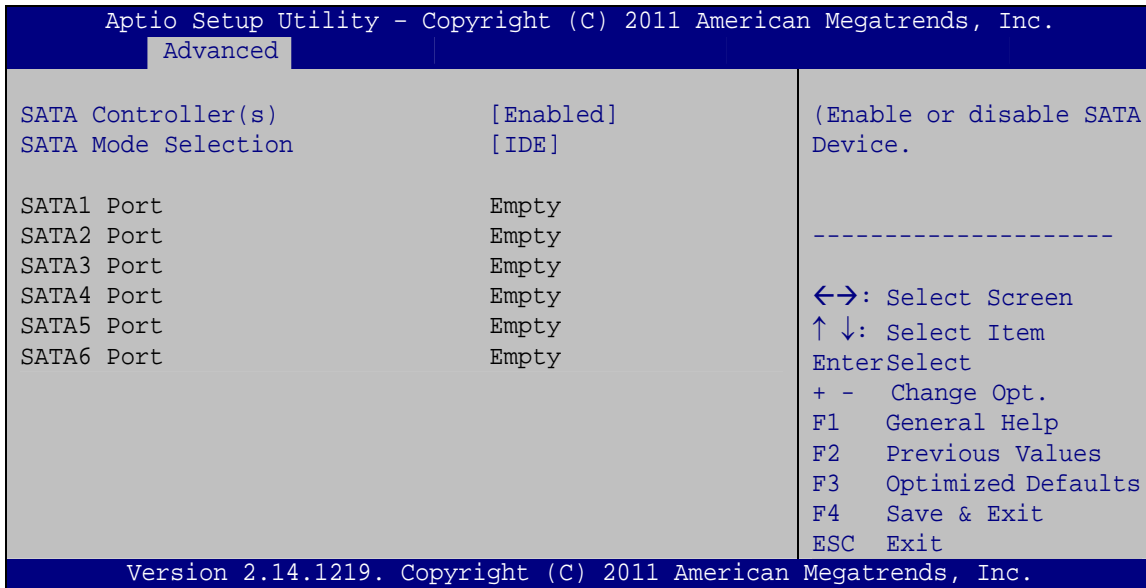 Aptio Setup Utility – Copyright (C) 2011 American Megatrends, Inc.
Advanced
SATA Controller(s) [Enabled]
SATA Mode Selection [IDE]
SATA1 Port Empty
SATA2 Port Empty
SATA3 Port Empty
SATA4 Port Empty
SATA5 Port Empty
SATA6 Port Empty
(Enable or disable SATA
Device.
---------------------
←→: Select Screen
↑ ↓: Select Item
EnterSelect
+ - Change Opt.
F1 General Help
F2 Previous Values
F3 Optimized Defaults
F4 Save & Exit
ESC Exit
Version 2.14.1219. Copyright (C) 2011 American Megatrends, Inc.